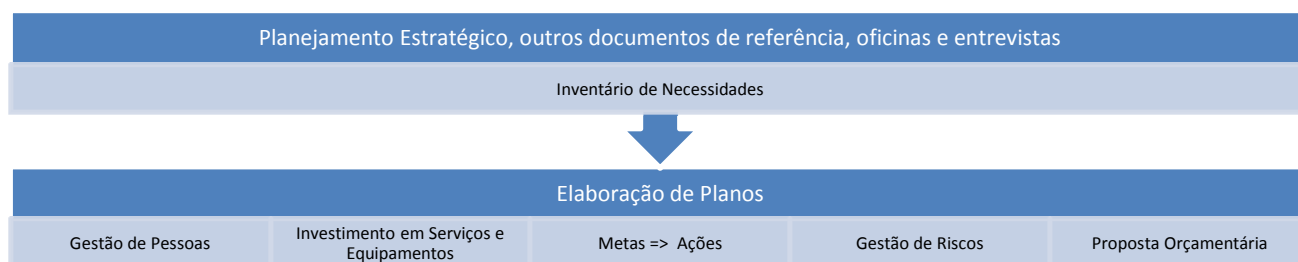 Planejamento Estratégico, outros documentos de referência, oficinas e entrevistas
Inventário de Necessidades
Elaboração de Planos
Gestão de Pessoas
Investimento em Serviços e
Equipamentos
Metas => Ações
Gestão de Riscos
Proposta Orçamentária